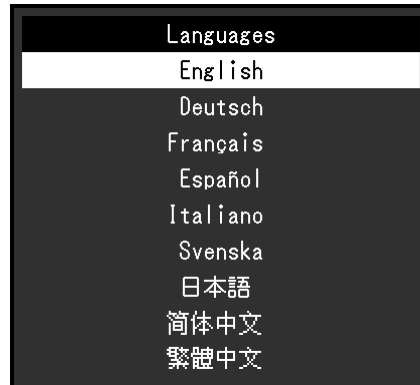 Languages
English
Deutsch
Français
Español
Italiano
Svenska
日本語
简体中文
繁體中文